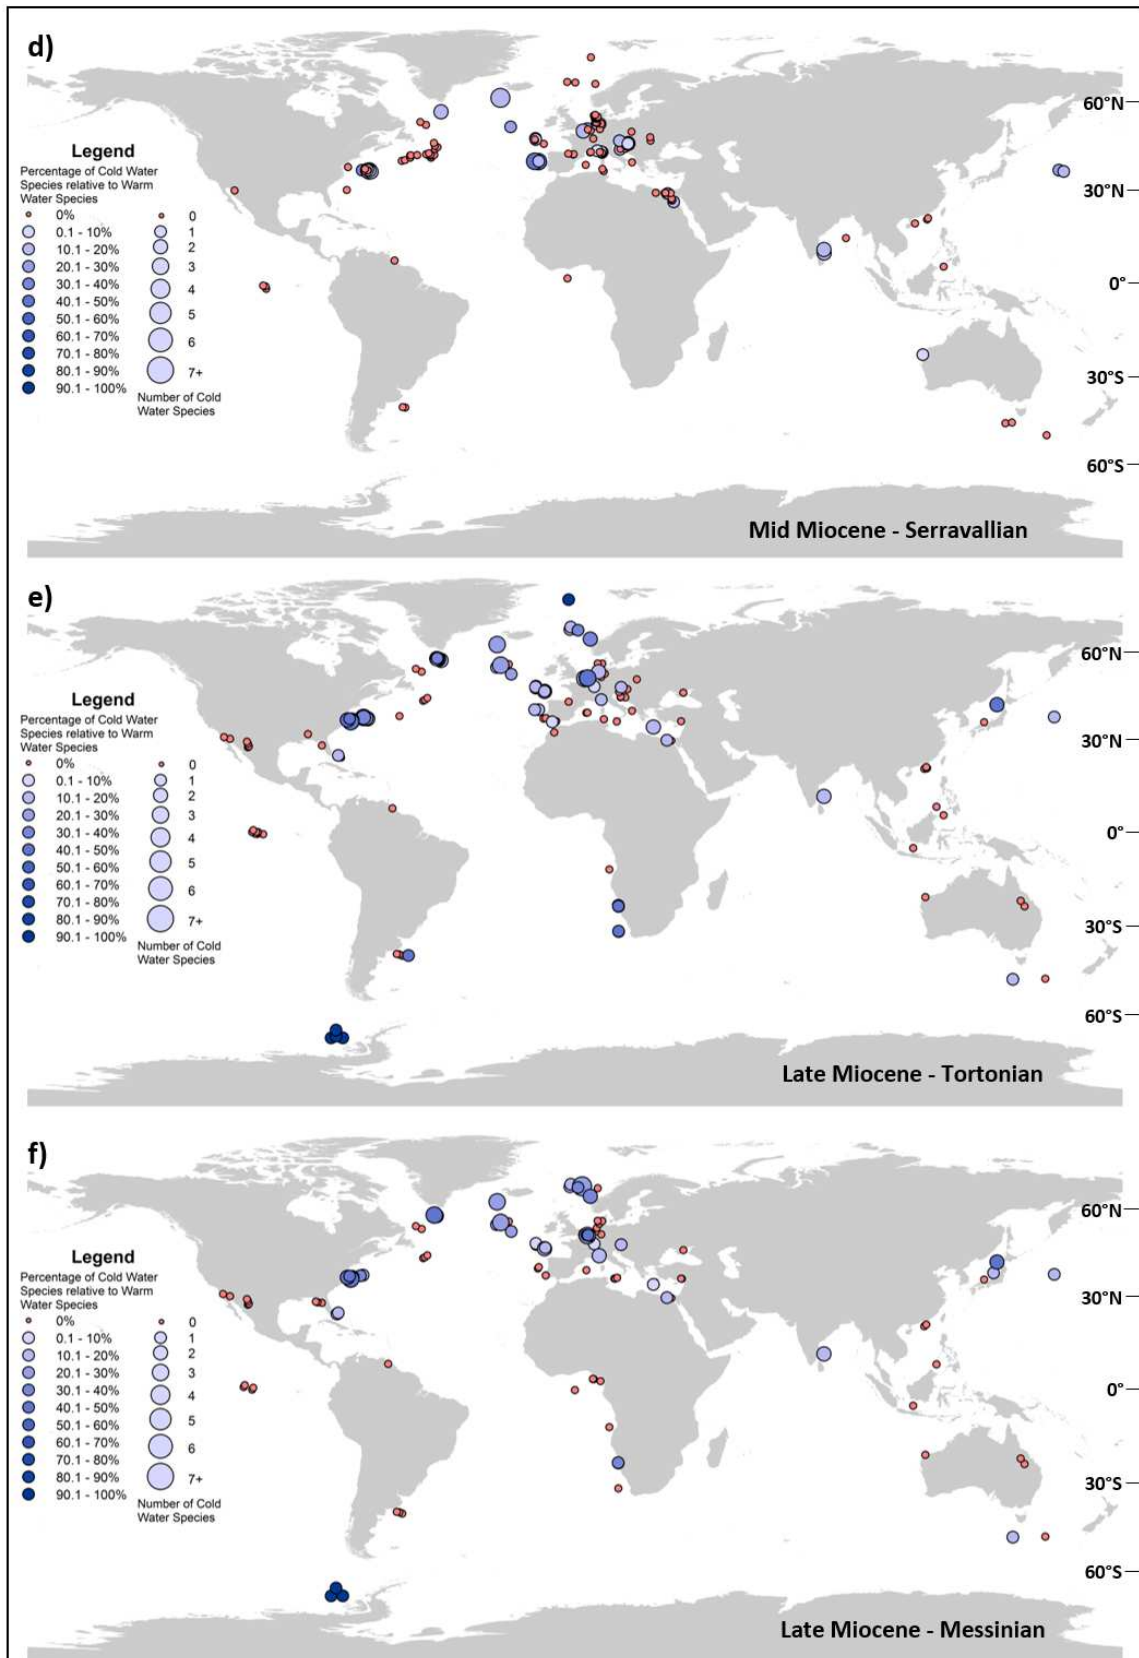 d)
60°N
Legend
Percentage of Cold Water
Species relative to Warm
Water Species
0% 0
0.1 - 10% 1
10.1 - 20% 2
20.1 - 30% 3
30.1 - 40% 4
40.1 - 50% 5
50.1 - 60%
60.1 - 70% 6
70.1 - 80%
80.1 - 90% 7+
90.1 - 100%
Number of Cold
Water Species
30°N
0°
30°S
60°S
Mid Miocene - Serravallian
e)
60°N
Legend
Percentage of Cold Water
Species relative to Warm
Water Species
0% 0
0.1 - 10% 1
10.1 - 20% 2
20.1 - 30% 3
30.1 - 40% 4
40.1 - 50% 5
50.1 - 60%
60.1 - 70% 6
70.1 - 80%
80.1 - 90% 7+
90.1 - 100%
Number of Cold
Water Species
30°N
0°
30°S
60°S
Late Miocene - Tortonian
f)
60°N
Legend
Percentage of Cold Water
Species relative to Warm
Water Species
0% 0
0.1 - 10% 1
10.1 - 20% 2
20.1 - 30% 3
30.1 - 40% 4
40.1 - 50% 5
50.1 - 60%
60.1 - 70% 6
70.1 - 80%
80.1 - 90% 7+
90.1 - 100%
Number of Cold
Water Species
30°N
0°
30°S
60°S
Late Miocene - Messinian